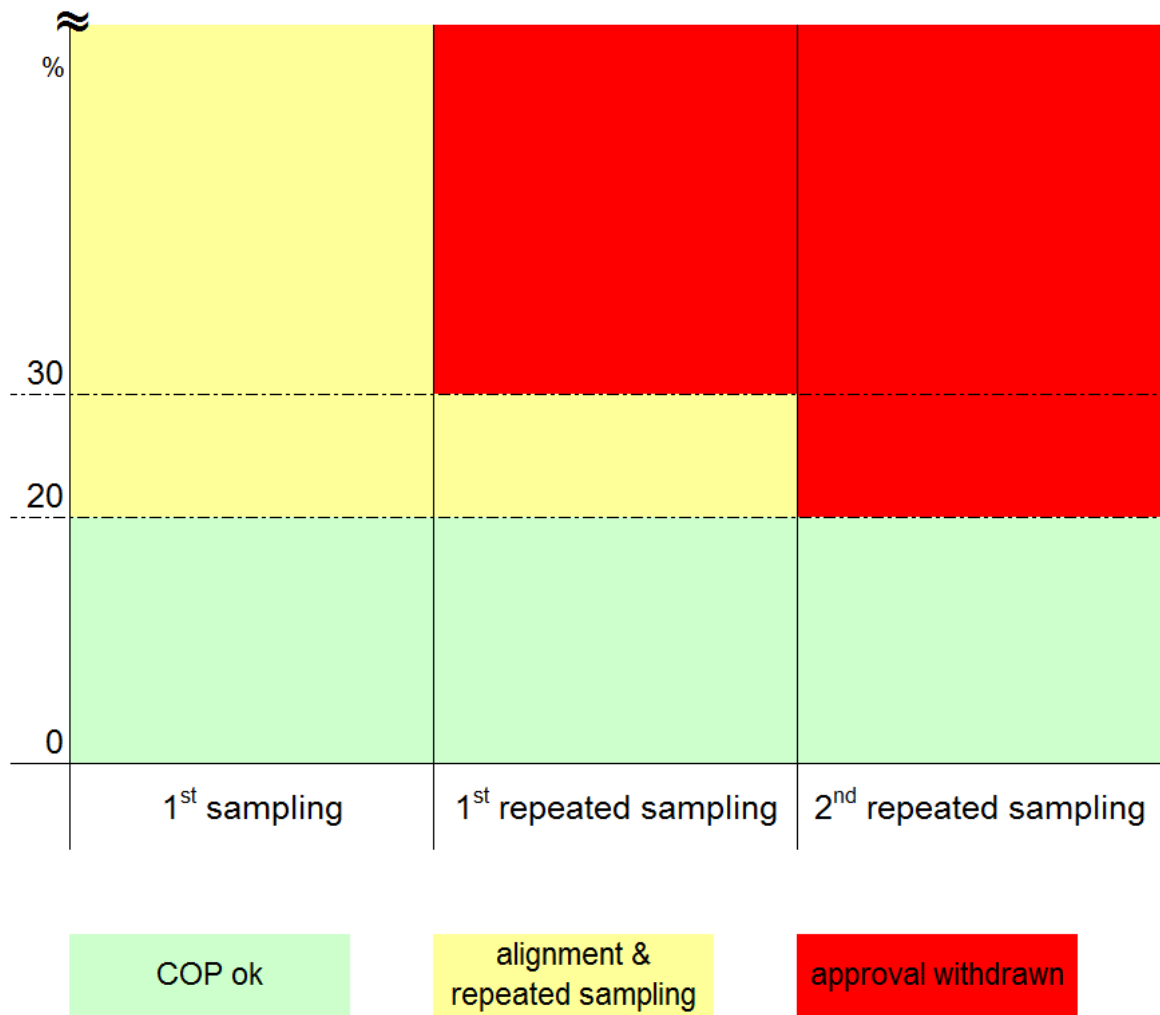 ≈
%
30
20
0
1st sampling
1st repeated sampling
2nd repeated sampling
COP ok
alignment &
repeated sampling
approval withdrawn